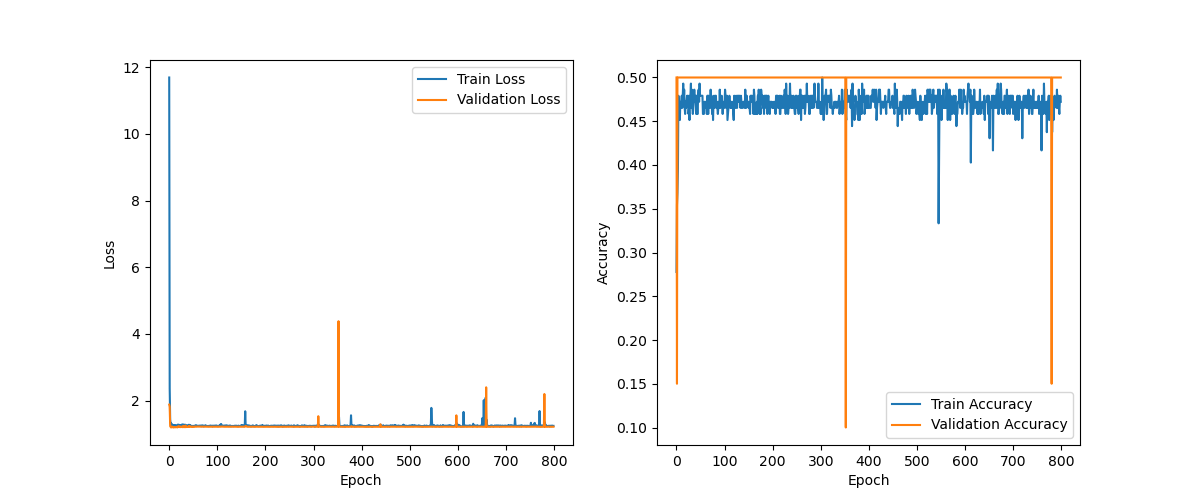 12
10
8
6
4
2
Loss
0 100 200 300 400 500 600 700 800
Epoch
Train Loss
Validation Loss
0.50
0.45
0.40
0.35
0.30
0.25
0.20
0.15
0.10
Accuracy
0 100 200 300 400 500 600 700 800
Epoch
Train Accuracy
Validation Accuracy